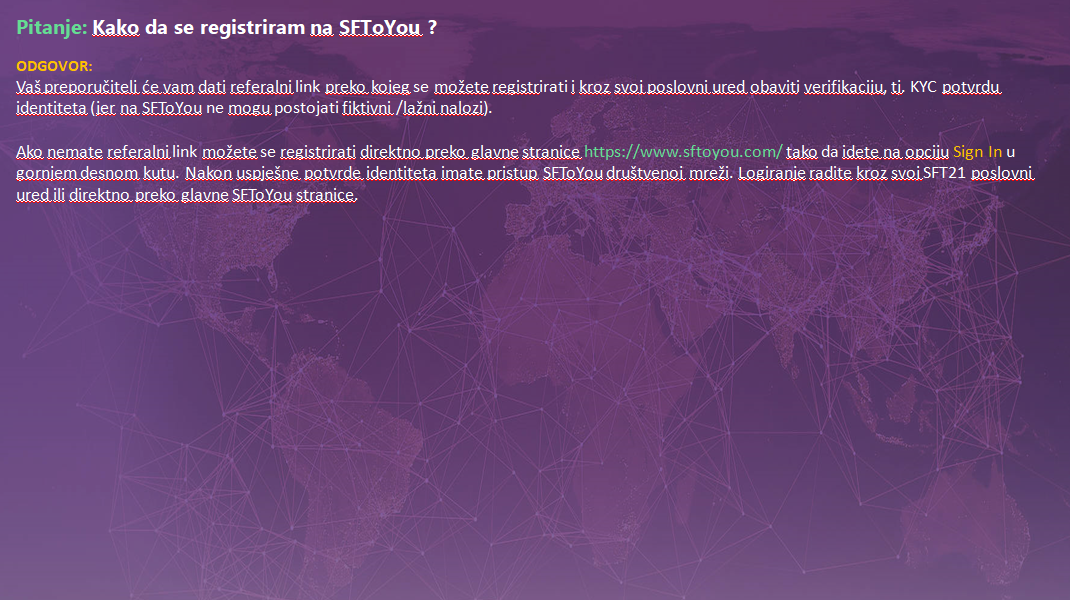 Pitanje: Kako da se registriram na SFToYou ?
ODGOVOR:
Vaš preporučitelj će vam dati referalni link preko kojeg se možete registrirati i kroz svoj poslovni ured obaviti verifikaciju, tj. KYC potvrdu
identiteta (jer na SFToYou ne mogu postojati fiktivni /lažni nalozi).
Ako nemate referalni link možete se registrirati direktno preko glavne stranice https://www.sftoyou.com/ tako da idete na opciju Sign In u
gornjem desnom kutu. Nakon uspješne potvrde identiteta imate pristup SFToYou društvenoj mreži. Logiranje radite kroz svoj SFT21 poslovni
ured ili direktno preko glavne SFToYou stranice.